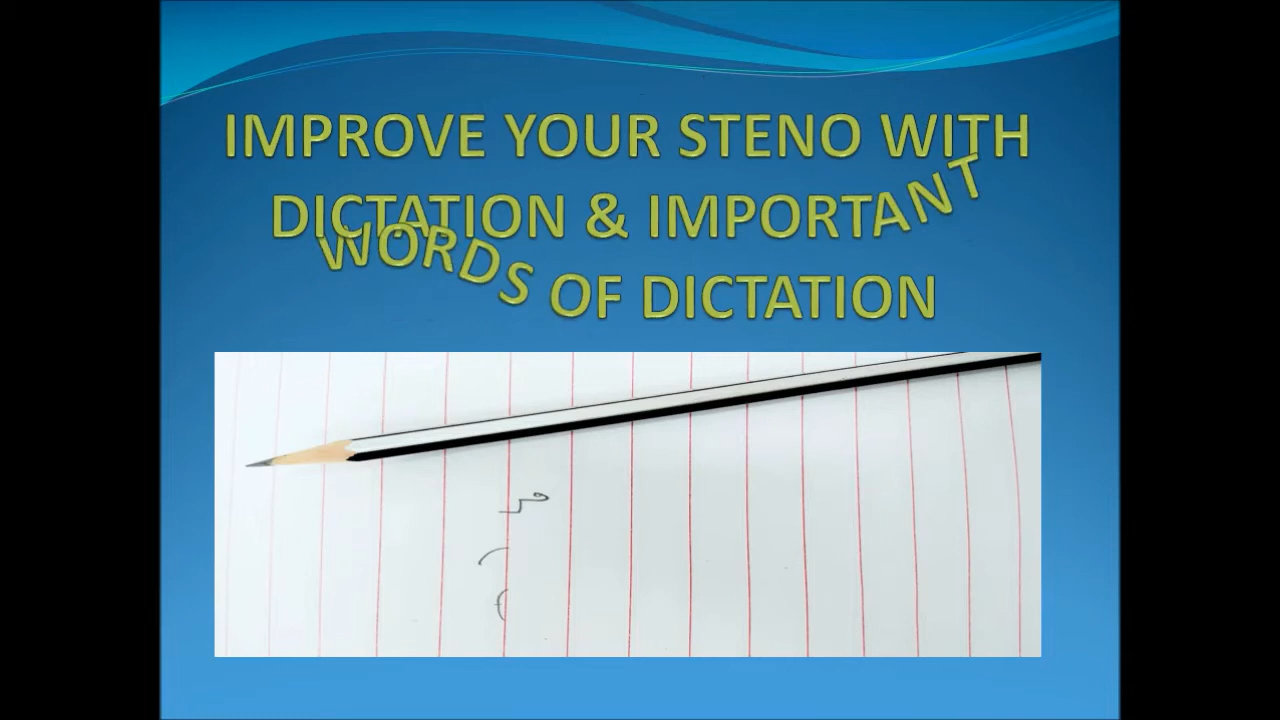 IMPROVE YOUR STENO WITH
DICTATION & IMPORTANT
WORDS OF DICTATION